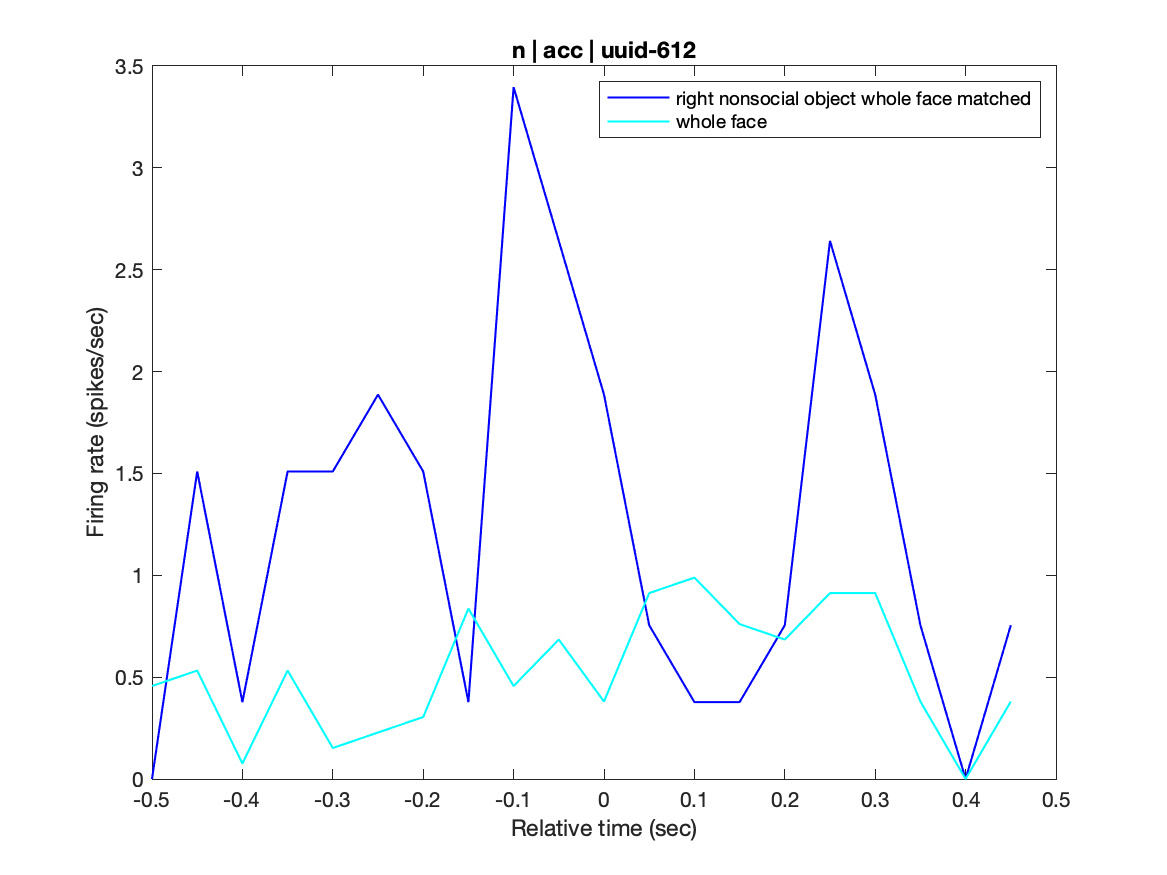 n | acc | uuid-612
right nonsocial object whole face matched
whole face
3.5
3
2.5
2
1.5
1
0.5
0
Firing rate (spikes/sec)
-0.5 -0.4 -0.3 -0.2 -0.1 0 0.1 0.2 0.3 0.4 0.5
Relative time (sec)